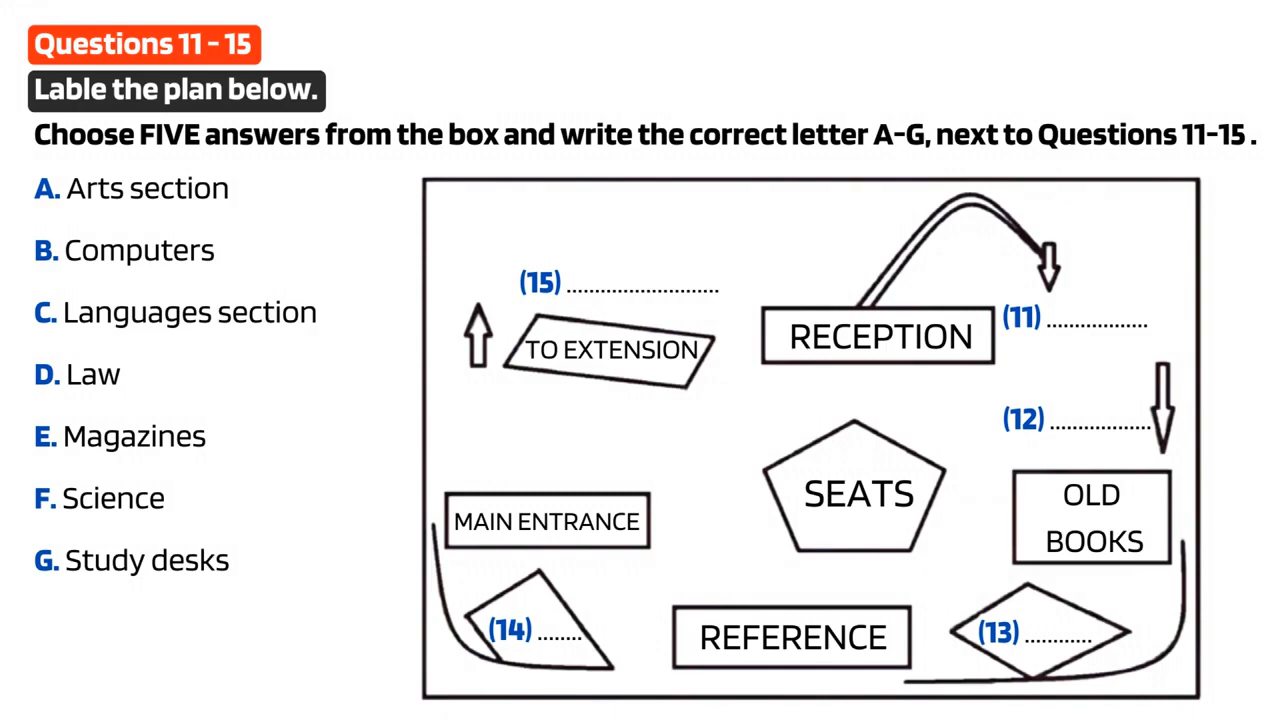 Questions 11 - 15
Lable the plan below.
Choose FIVE answers from the box and write the correct letter A-G, next to Questions 11-15 .
A. Arts section
B. Computers
C. Languages section
D. Law
E. Magazines
F. Science
G. Study desks
(15) ..........................
TO EXTENSION
RECEPTION
(11) .................
(12) .................
SEATS
OLD
BOOKS
MAIN ENTRANCE
(14) .......
REFERENCE
(13) ...........